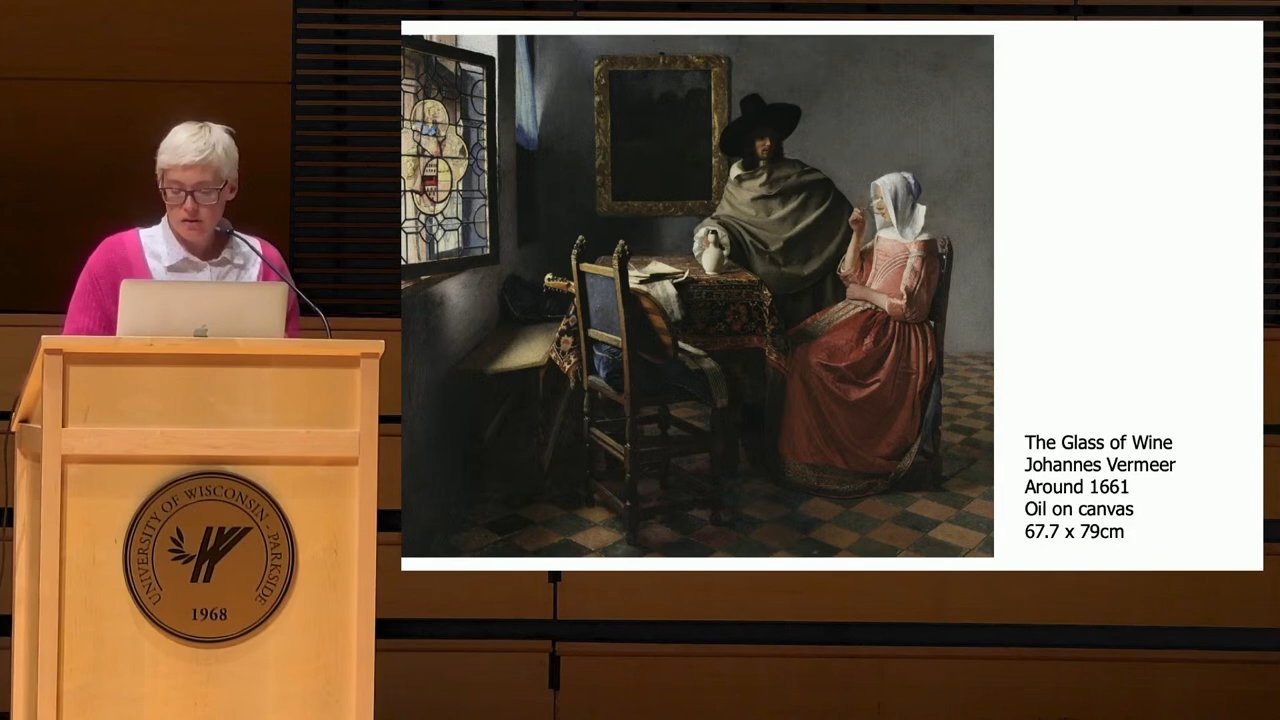 The Glass of Wine
Johannes Vermeer
Around 1661
Oil on canvas
67.7 x 79cm
UNIVERSITY OF WISCONSIN - PARKSIDE
1968